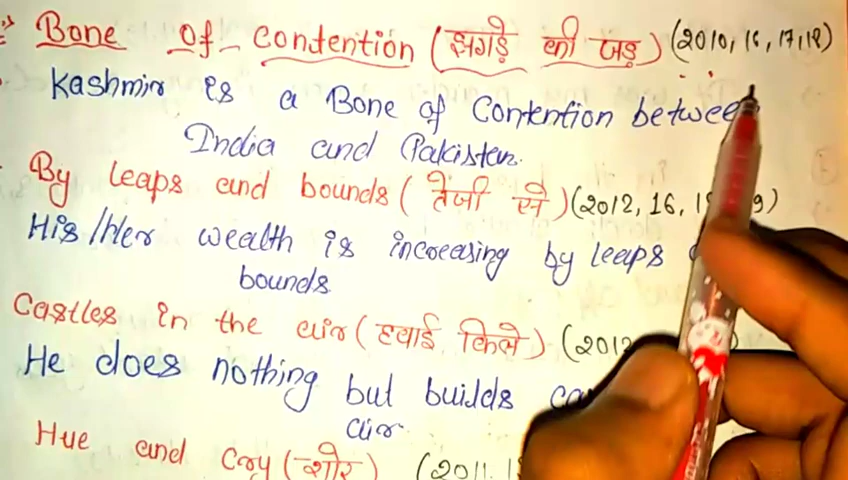 Bone Of Contention (झगड़े की जड़) (2010, 16, 17, 18)
Kashmir is a Bone of Contention between
India and Pakistan.
By leaps and bounds (तेजी से) (2012, 16,
His/Her wealth is increasing by leaps
bounds
Castles in the air (हवाई किले) (2012
He does nothing but builds
air
Hue and Cry (शोर) (2011,